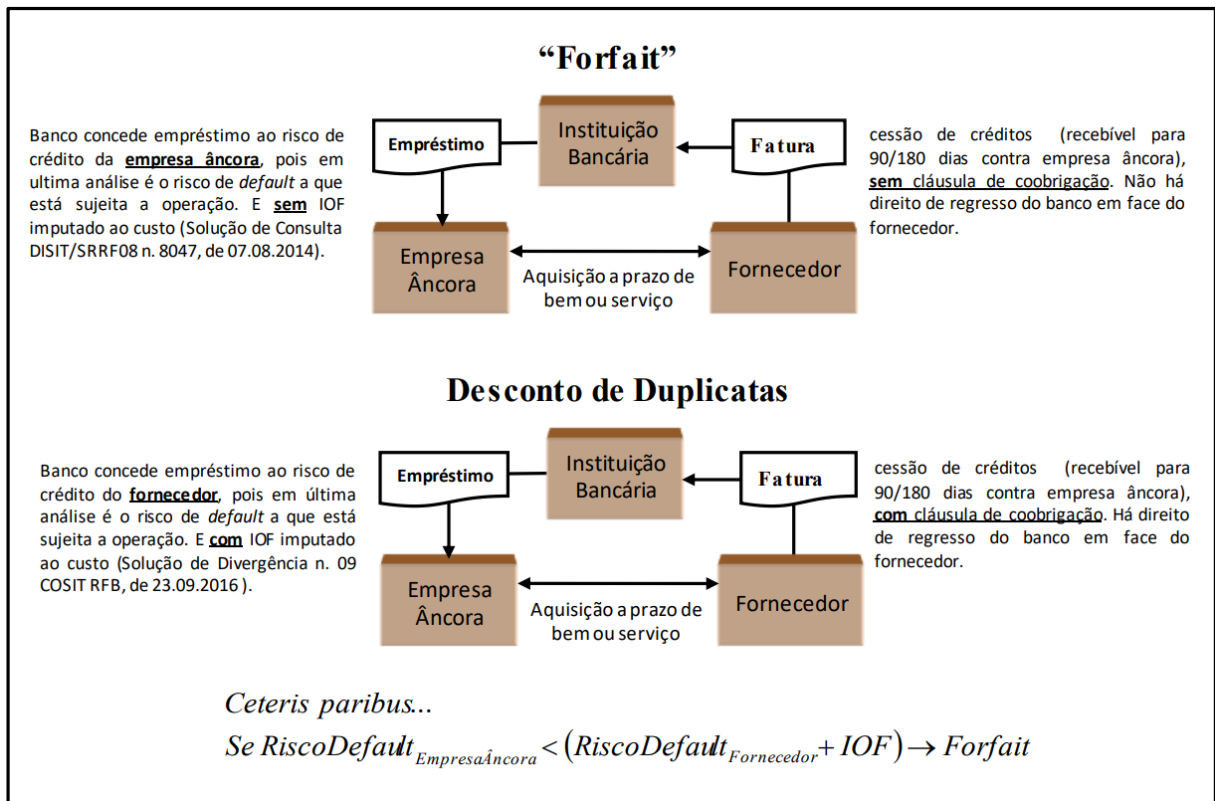 “Forfait”
Banco concede empréstimo ao risco de
crédito da empresa âncora, pois em
ultima análise é o risco de default a que
está sujeita a operação. E sem IOF
imputado ao custo (Solução de Consulta
DISIT/SRRF08 n. 8047, de 07.08.2014).
Empréstimo
Instituição
Bancária
Fatura
cessão de créditos (recebível para
90/180 dias contra empresa âncora),
sem cláusula de coobrigação. Não há
direito de regresso do banco em face do
fornecedor.
Empresa
Âncora
Aquisição a prazo de
bem ou serviço
Fornecedor
Desconto de Duplicatas
Banco concede empréstimo ao risco de
crédito do fornecedor, pois em última
análise é o risco de default a que está
sujeita a operação. E com IOF imputado
ao custo (Solução de Divergência n. 09
COSIT RFB, de 23.09.2016 ).
Empréstimo
Instituição
Bancária
Fatura
cessão de créditos (recebível para
90/180 dias contra empresa âncora),
com cláusula de coobrigação. Há direito
de regresso do banco em face do
fornecedor.
Empresa
Âncora
Aquisição a prazo de
bem ou serviço
Fornecedor
Ceteris paribus...
Se RiscoDefault EmpresaÂncora < (RiscoDefault Fornecedor + IOF) → Forfait